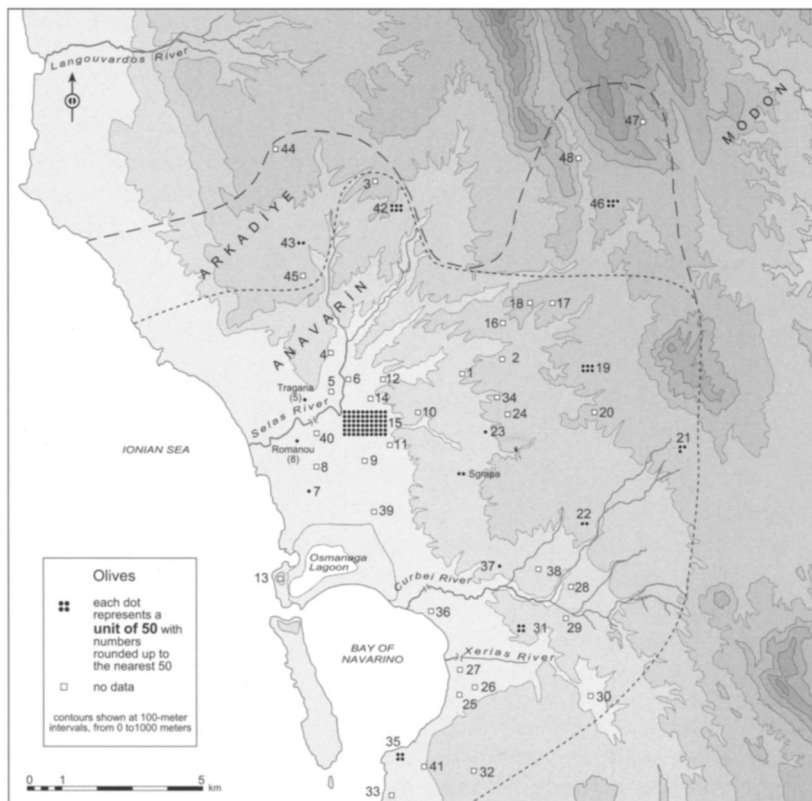 Langouvardos River
MODON
47
44
48
3
42
46
ARKADİYE
43
45
ANAVARİN
18
17
16
4
2
1
19
5
6
12
Tragana
(5)
14
34
20
10
24
Selas River
15
23
40
11
21
IONIAN SEA
Romanou
(8)
9
8
Sgrapa
7
39
22
Osmanaga
Lagoon
37
38
13
Curbei River
28
36
29
31
BAY OF
NAVARINO
Xerias River
27
26
25
30
35
41
32
33
Olives
each dot
represents a
unit of 50 with
numbers
rounded up to
the nearest 50
no data
contours shown at 100-meter
intervals, from 0 to1000 meters
0 1 5
km